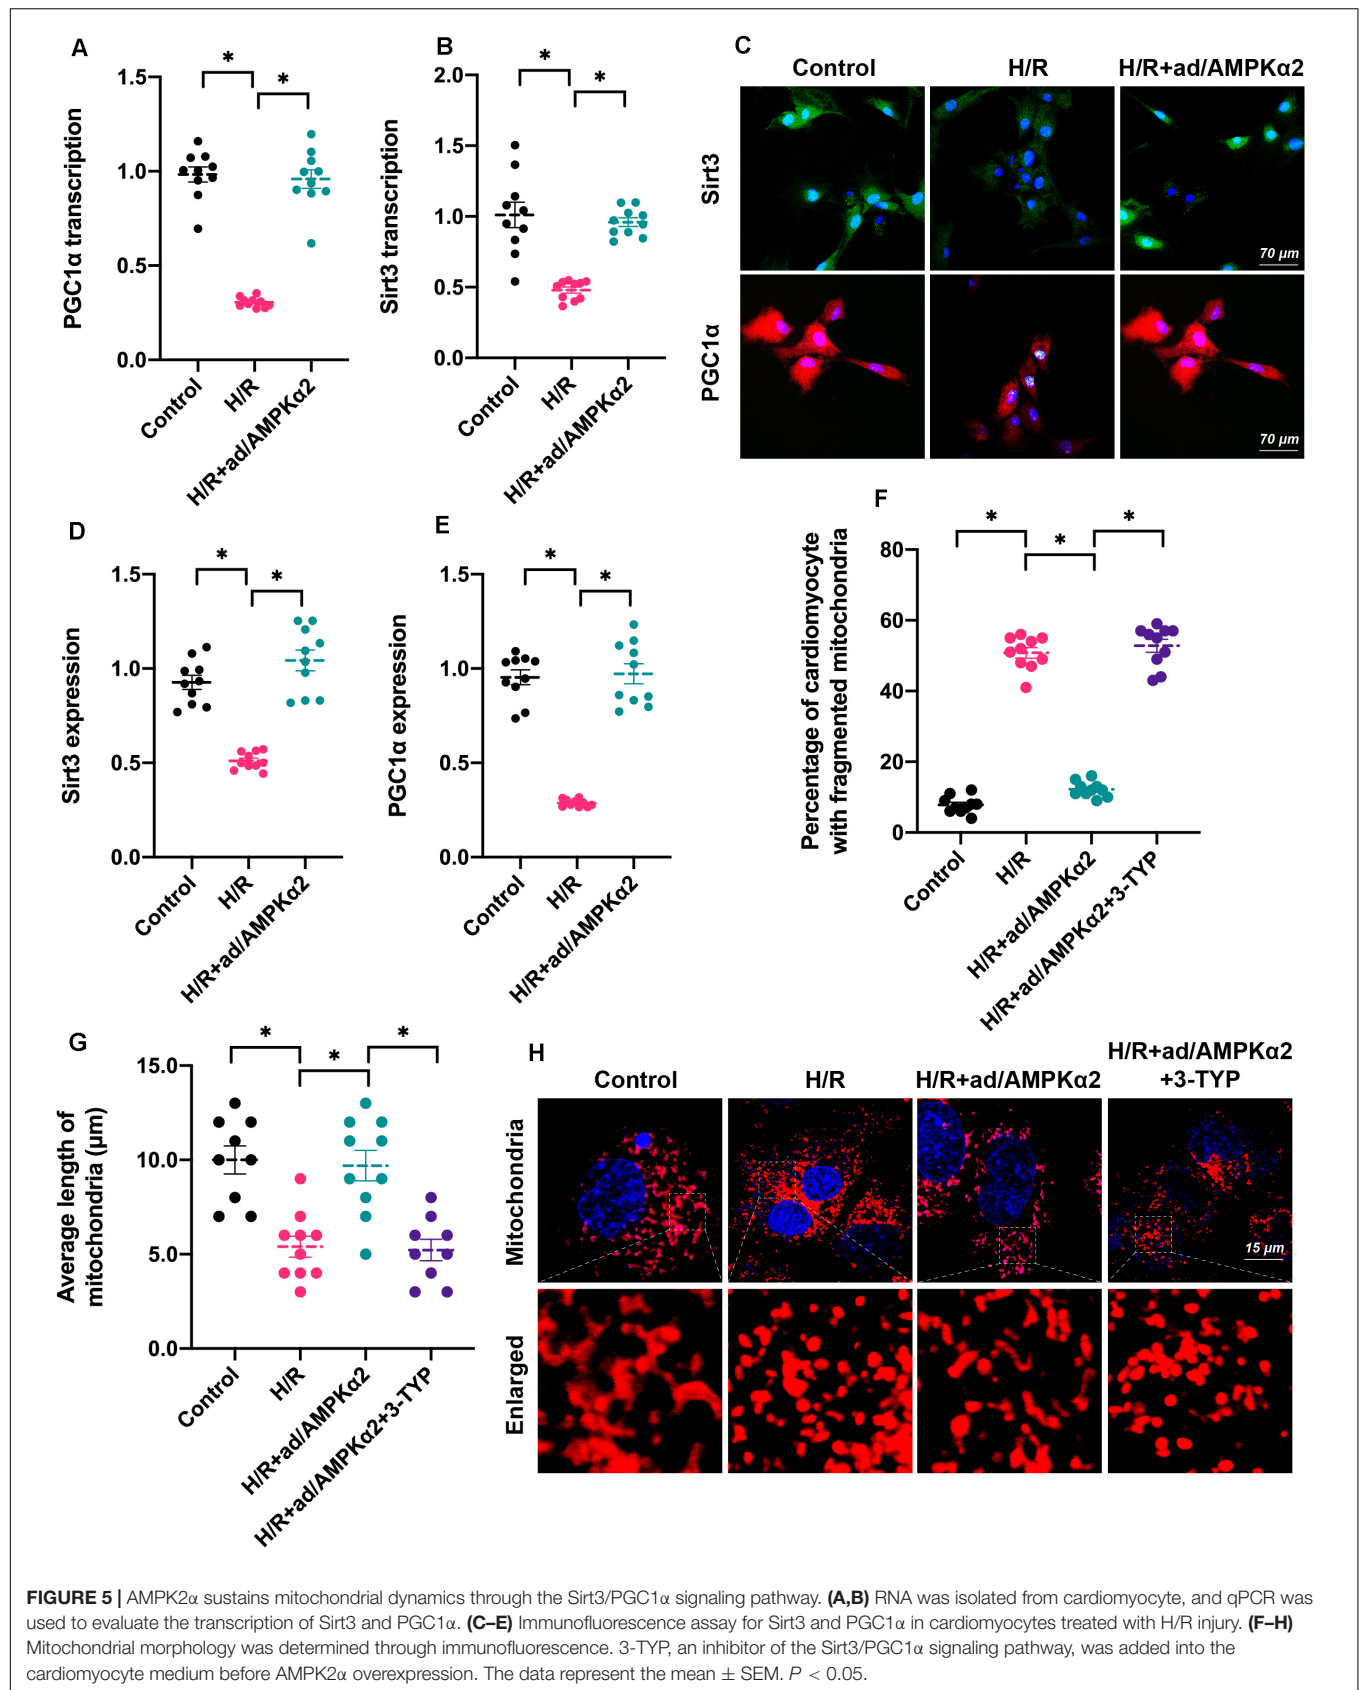 A
*
*
1.5
1.0
0.5
0.0
PGC1α transcription
Control
H/R
H/R+ad/AMPKα2
B
*
*
2.0
1.5
1.0
0.5
0.0
Sirt3 transcription
Control
H/R
H/R+ad/AMPKα2
C
Control
H/R
H/R+ad/AMPKα2
Sirt3
70 μm
PGC1α
70 μm
D
*
*
1.5
1.0
0.5
0.0
Sirt3 expression
Control
H/R
H/R+ad/AMPKα2
E
*
*
1.5
1.0
0.5
0.0
PGC1α expression
Control
H/R
H/R+ad/AMPKα2
F
*
*
*
80
60
40
20
0
Percentage of cardiomyocyte
with fragmented mitochondria
Control
H/R
H/R+ad/AMPKα2
H/R+ad/AMPKα2+3-TYP
G
*
*
*
15.0
10.0
5.0
0.0
Average length of
mitochondria (μm)
Control
H/R
H/R+ad/AMPKα2
H/R+ad/AMPKα2+3-TYP
H
Control
H/R
H/R+ad/AMPKα2
H/R+ad/AMPKα2
+3-TYP
Mitochondria
15 μm
Enlarged
FIGURE 5 | AMPK2α sustains mitochondrial dynamics through the Sirt3/PGC1α signaling pathway. (A,B) RNA was isolated from cardiomyocyte, and qPCR was
used to evaluate the transcription of Sirt3 and PGC1α. (C–E) Immunofluorescence assay for Sirt3 and PGC1α in cardiomyocytes treated with H/R injury. (F–H)
Mitochondrial morphology was determined through immunofluorescence. 3-TYP, an inhibitor of the Sirt3/PGC1α signaling pathway, was added into the
cardiomyocyte medium before AMPK2α overexpression. The data represent the mean ± SEM. P < 0.05.